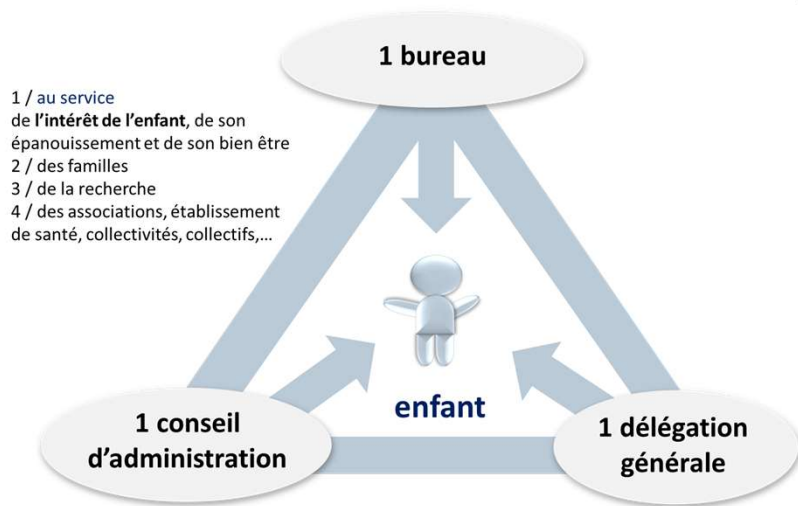 1 bureau
1 / au service
de l’intérêt de l’enfant, de son
épanouissement et de son bien être
2 / des familles
3 / de la recherche
4 / des associations, établissement
de santé, collectivités, collectifs,...
enfant
1 conseil
d’administration
1 délégation
générale